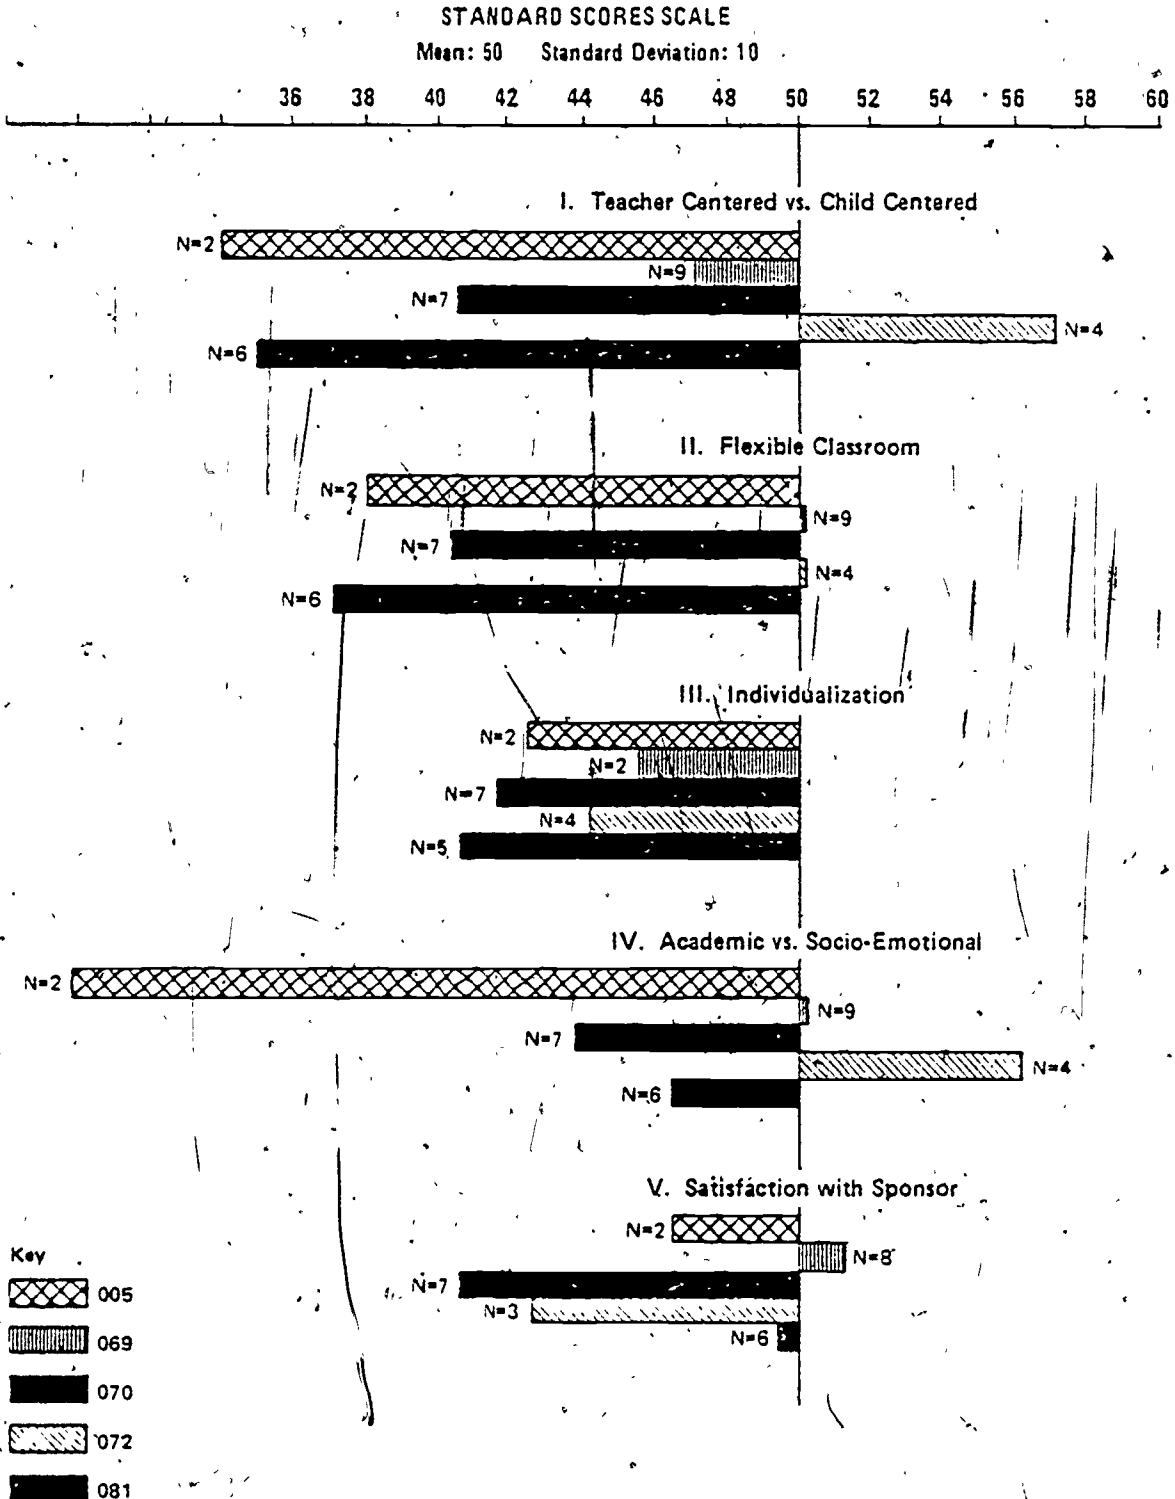 STANDARD SCORES SCALE
Mean: 50 Standard Deviation: 10
36 38 40 42 44 46 48 50 52 54 56 58 60
I. Teacher Centered vs. Child Centered
N=2
N=9
N=7
N=4
N=6
II. Flexible Classroom
N=2
N=9
N=7
N=4
N=6
III. Individualization
N=2
N=2
N=7
N=4
N=5
IV. Academic vs. Socio-Emotional
N=2
N=9
N=7
N=4
N=6
V. Satisfaction with Sponsor
N=2
N=8
N=7
N=3
N=6
Key
005
069
070
072
081